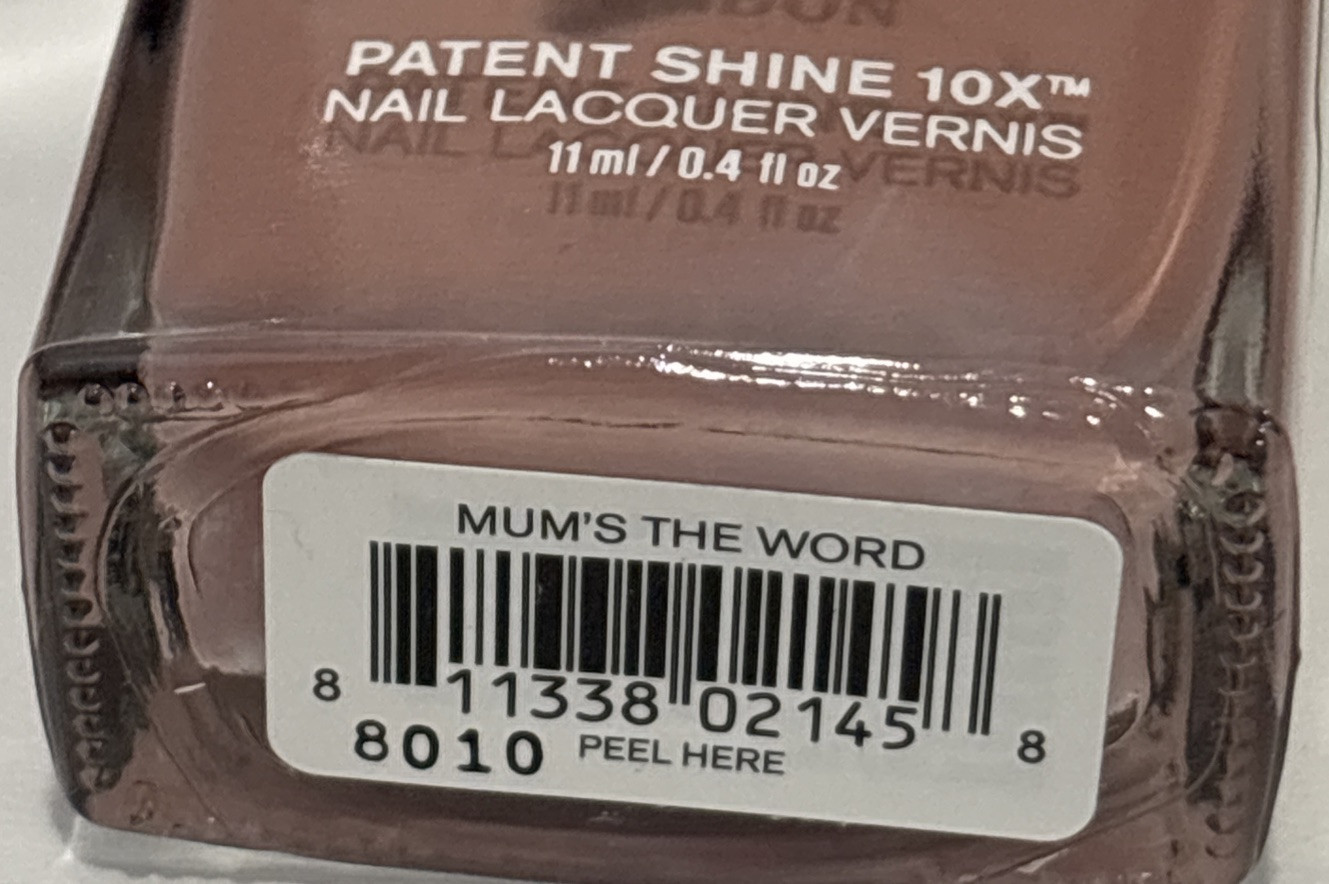 PATENT SHINE 10X™
NAIL LACQUER VERNIS
11 ml / 0.4 fl oz
MUM'S THE WORD
8 11338 02145 8
8010 PEEL HERE